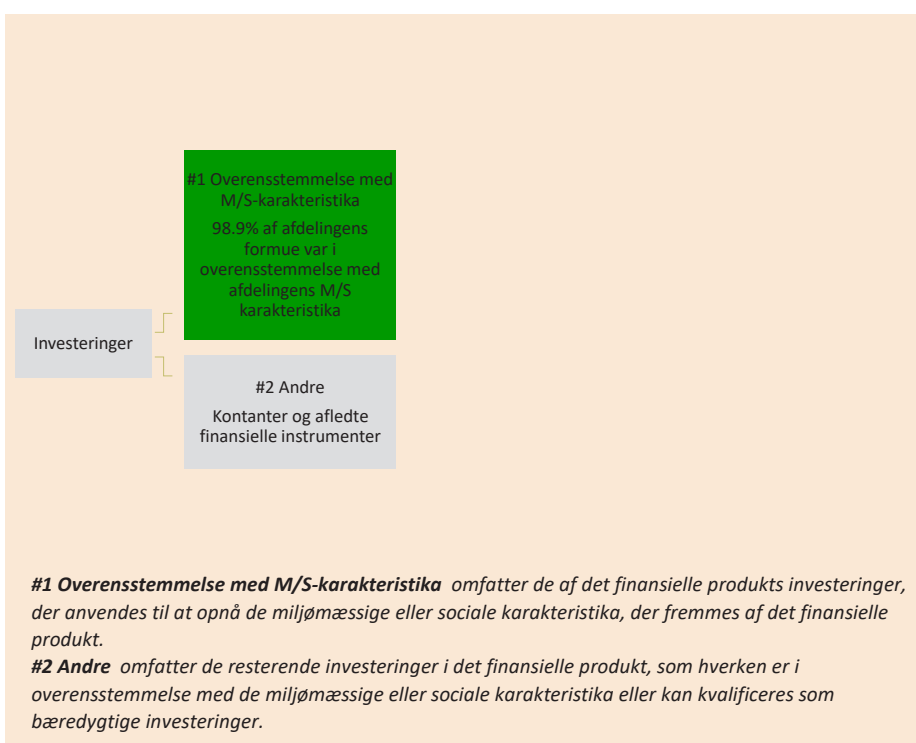 #1 Overensstemmelse med
M/S-karakteristika
98.9% af afdelingens
formue var i
overensstemmelse med
afdelingens M/S
karakteristika
Investeringer
#2 Andre
Kontanter og afledte
finansielle instrumenter
#1 Overensstemmelse med M/S-karakteristika omfatter de af det finansielle produkts investeringer,
der anvendes til at opnå de miljømæssige eller sociale karakteristika, der fremmes af det finansielle
produkt.
#2 Andre omfatter de resterende investeringer i det finansielle produkt, som hverken er i
overensstemmelse med de miljømæssige eller sociale karakteristika eller kan kvalificeres som
bæredygtige investeringer.